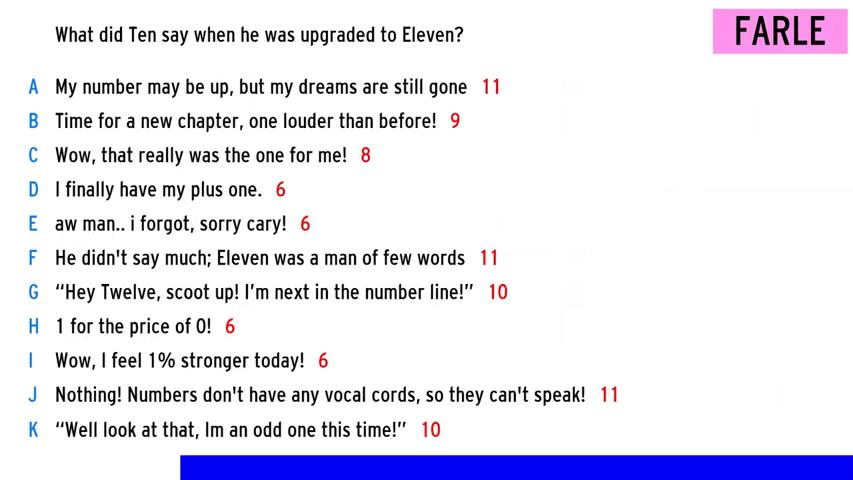 What did Ten say when he was upgraded to Eleven?
FARLE
A My number may be up, but my dreams are still gone 11
B Time for a new chapter, one louder than before! 9
C Wow, that really was the one for me! 8
D I finally have my plus one. 6
E aw man.. i forgot, sorry cary! 6
F He didn't say much; Eleven was a man of few words 11
G “Hey Twelve, scoot up! I’m next in the number line!” 10
H 1 for the price of 0! 6
I Wow, I feel 1% stronger today! 6
J Nothing! Numbers don't have any vocal cords, so they can't speak! 11
K “Well look at that, Im an odd one this time!” 10